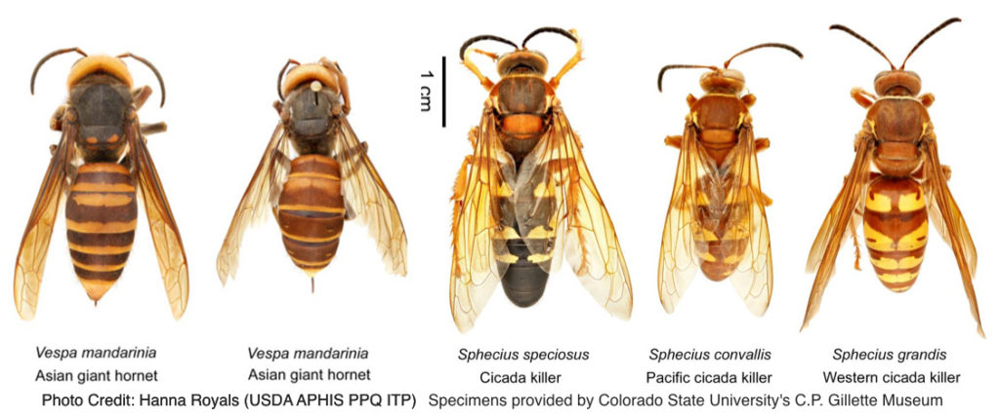 1 cm
Vespa mandarinia
Asian giant hornet
Vespa mandarinia
Asian giant hornet
Sphecius speciosus
Cicada killer
Sphecius convallis
Pacific cicada killer
Sphecius grandis
Western cicada killer
Photo Credit: Hanna Royals (USDA APHIS PPQ ITP) Specimens provided by Colorado State University's C.P. Gillette Museum